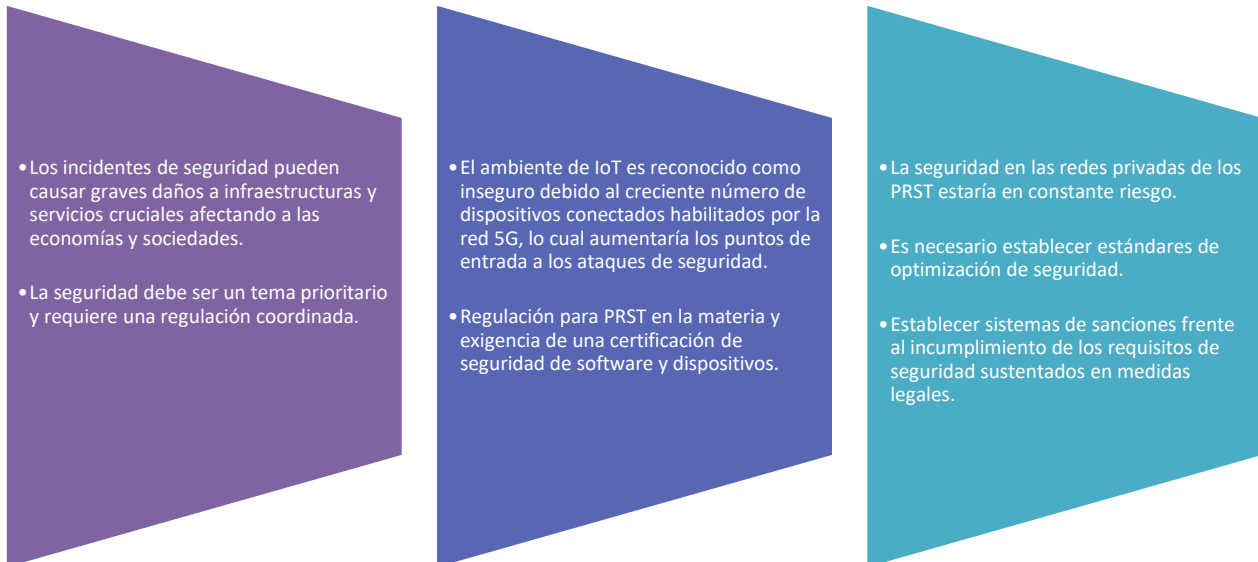 •Los incidentes de seguridad pueden
causar graves daños a infraestructuras y
servicios cruciales afectando a las
economías y sociedades.
•La seguridad debe ser un tema prioritario
y requiere una regulación coordinada.
•El ambiente de IoT es reconocido como
inseguro debido al creciente número de
dispositivos conectados habilitados por la
red 5G, lo cual aumentaría los puntos de
entrada a los ataques de seguridad.
•Regulación para PRST en la materia y
exigencia de una certificación de
seguridad de software y dispositivos.
•La seguridad en las redes privadas de los
PRST estaría en constante riesgo.
•Es necesario establecer estándares de
optimización de seguridad.
•Establecer sistemas de sanciones frente
al incumplimiento de los requisitos de
seguridad sustentados en medidas
legales.